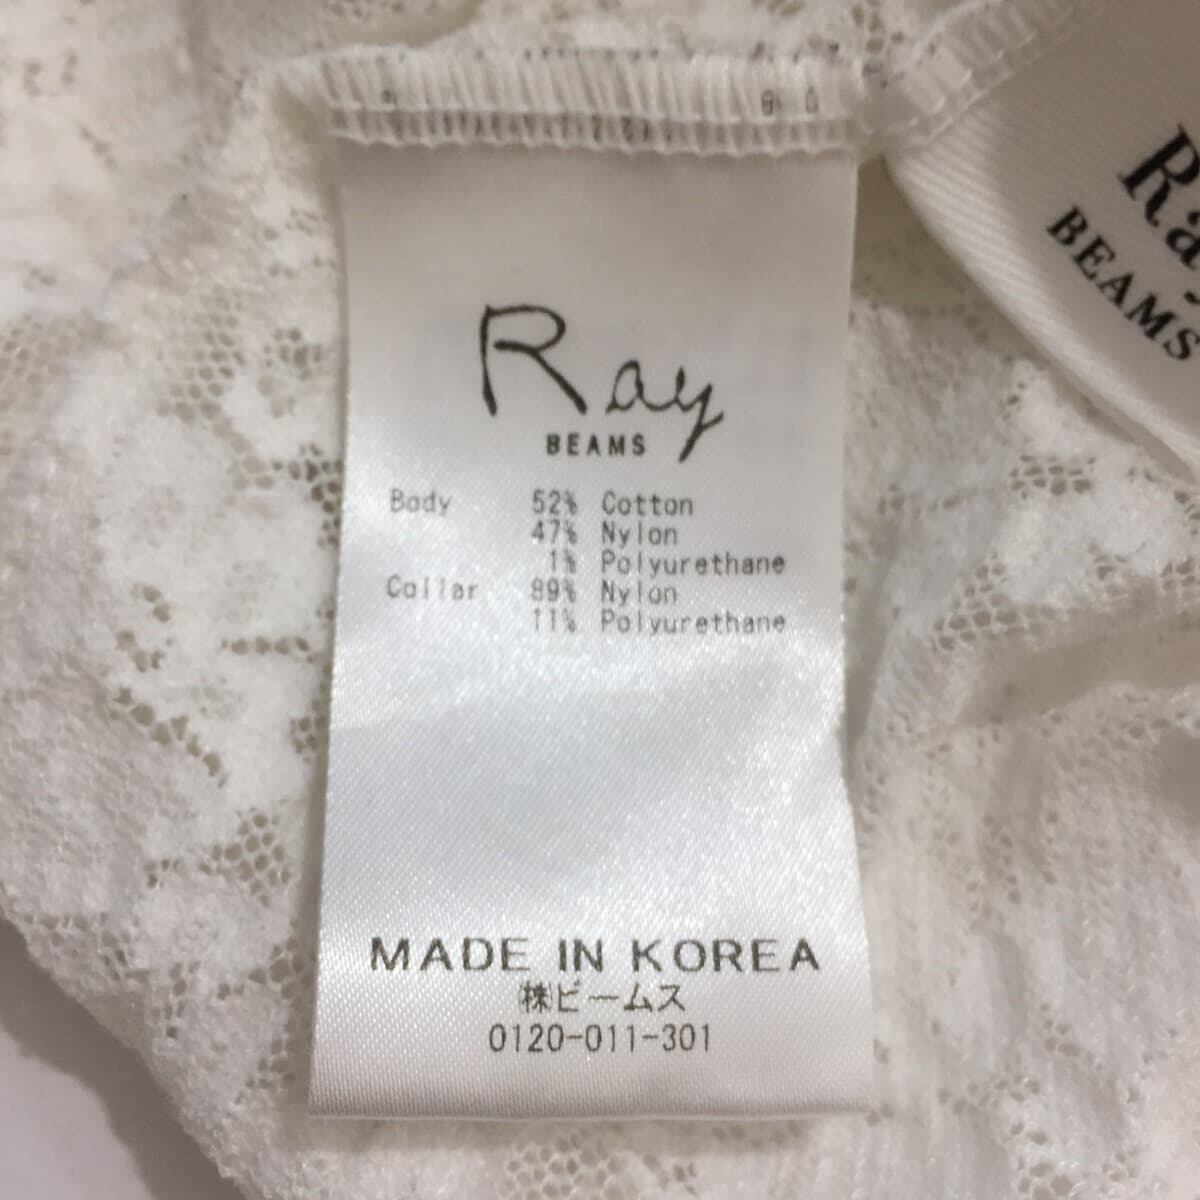 Ray
BEAMS
Body 52% Cotton
47% Nylon
1% Polyurethane
Collar 89% Nylon
11% Polyurethane
MADE IN KOREA
㈱ビームス
0120-011-301
Ray
BEAMS